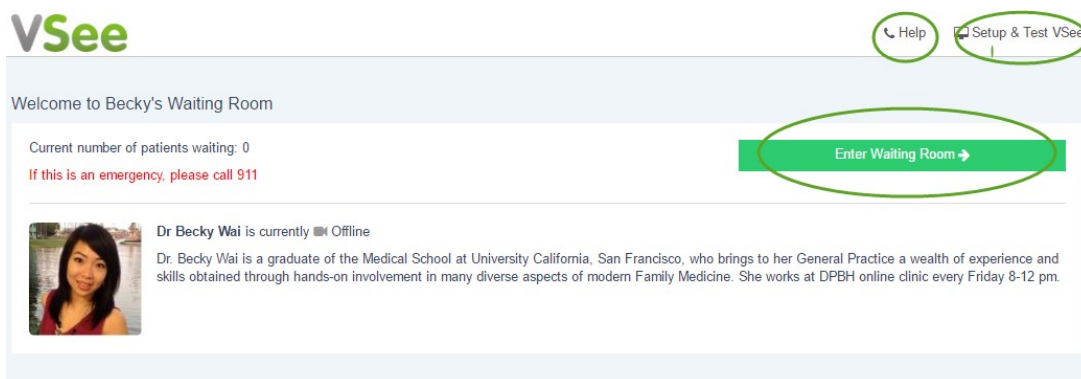 VSee
Help
Setup & Test VSee
Welcome to Becky's Waiting Room
Current number of patients waiting: 0
Enter Waiting Room
If this is an emergency, please call 911
Dr Becky Wai is currently Offline
Dr. Becky Wai is a graduate of the Medical School at University California, San Francisco, who brings to her General Practice a wealth of experience and
skills obtained through hands-on involvement in many diverse aspects of modern Family Medicine. She works at DPBH online clinic every Friday 8-12 pm.